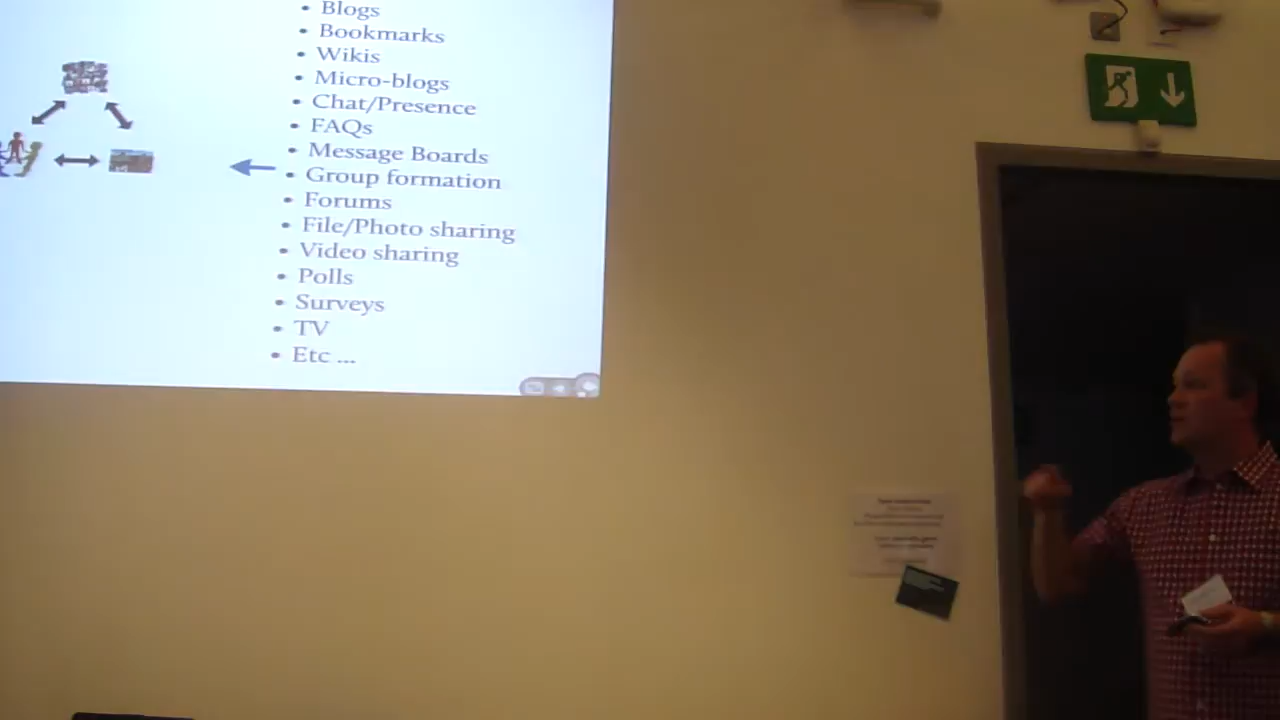 Blogs
Bookmarks
Wikis
Micro-blogs
Chat/Presence
FAQs
Message Boards
Group formation
Forums
File/Photo sharing
Video sharing
Polls
Surveys
TV
Etc ...